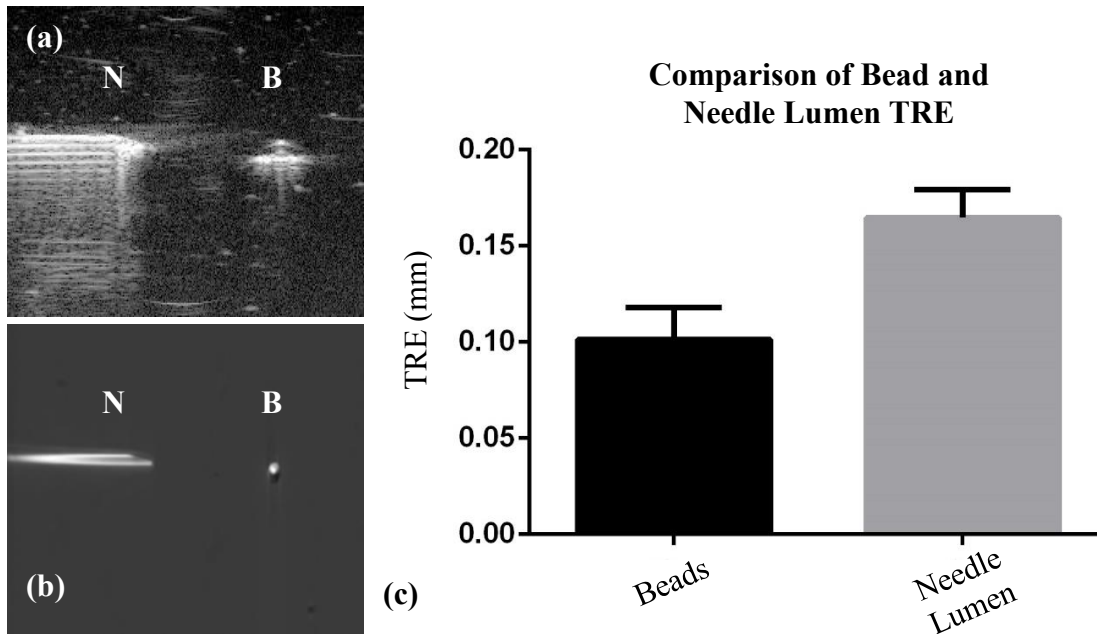 (a)
N
B
N
B
(b)
(c)
Comparison of Bead and
Needle Lumen TRE
TRE (mm)
0.20
0.15
0.10
0.05
0.00
Beads
Needle
Lumen